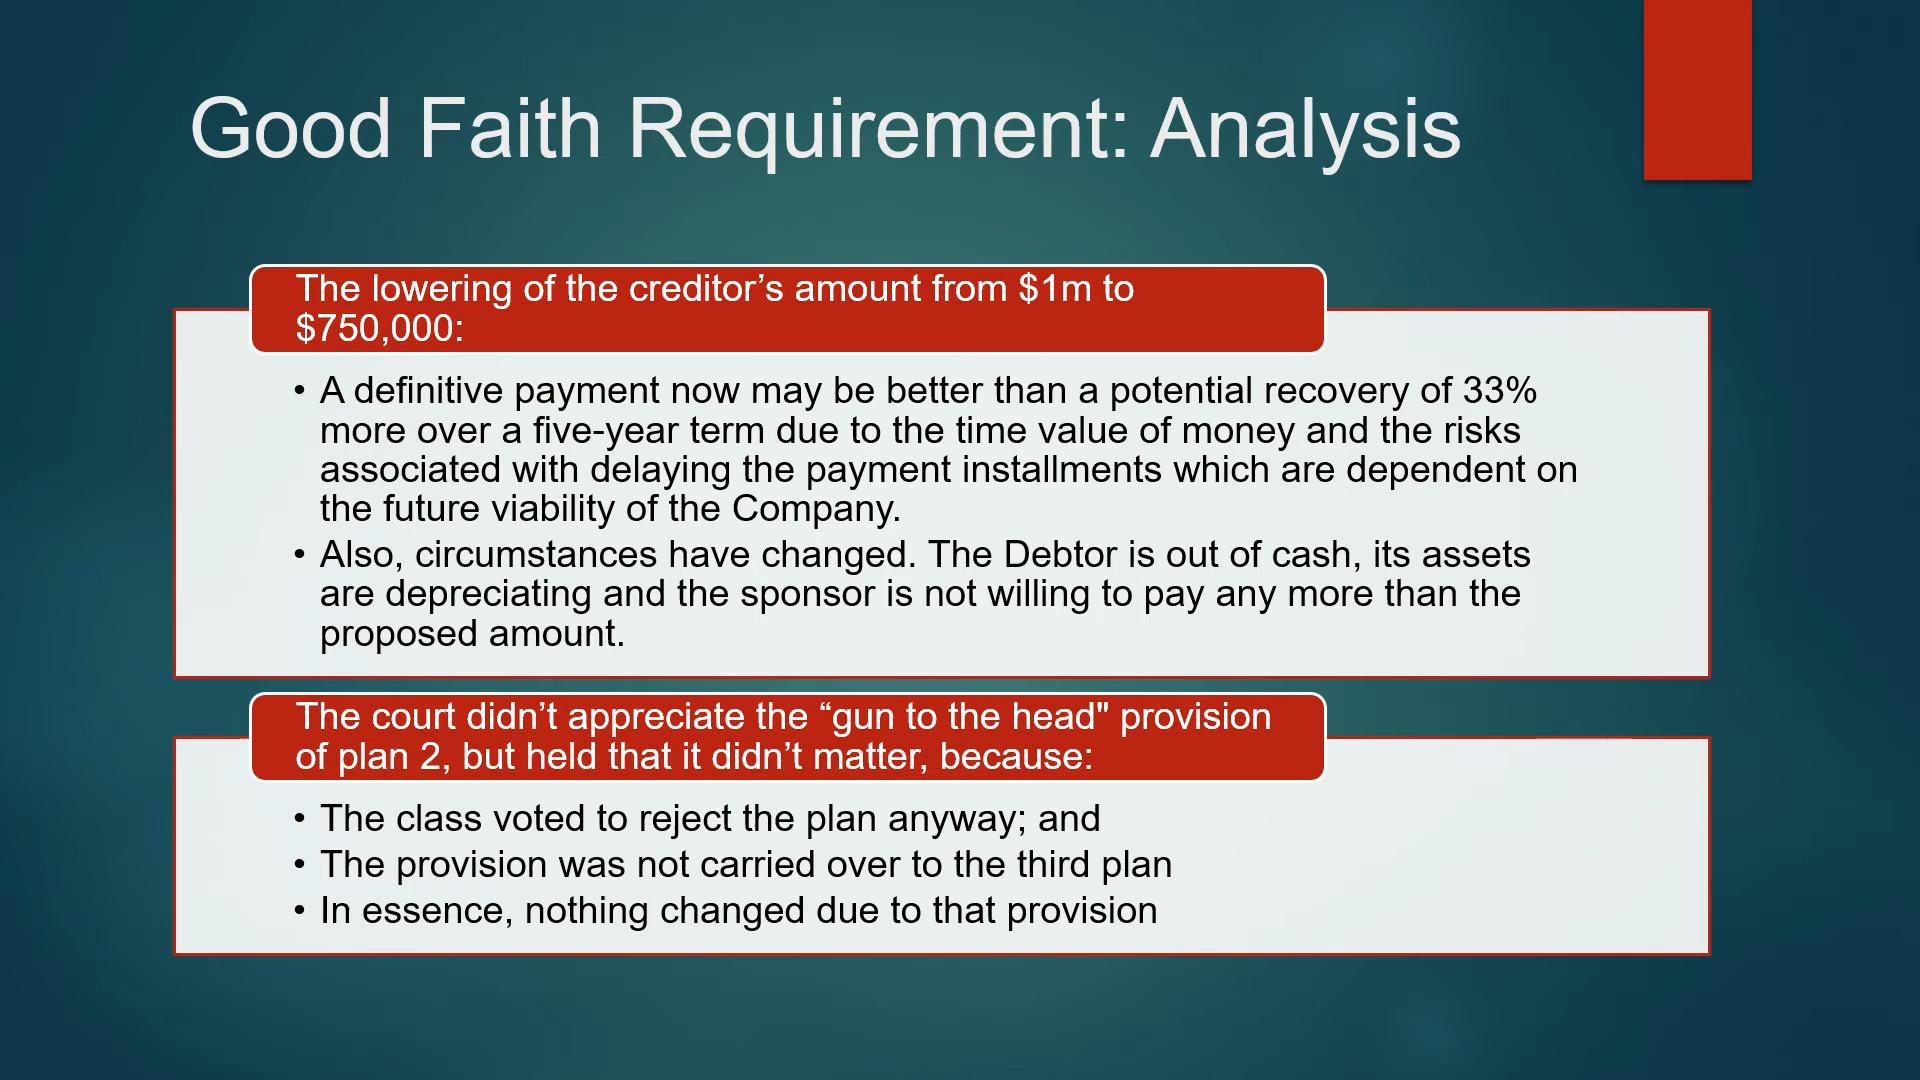 Good Faith Requirement: Analysis
The lowering of the creditor’s amount from $1m to
$750,000:
• A definitive payment now may be better than a potential recovery of 33%
more over a five-year term due to the time value of money and the risks
associated with delaying the payment installments which are dependent on
the future viability of the Company.
• Also, circumstances have changed. The Debtor is out of cash, its assets
are depreciating and the sponsor is not willing to pay any more than the
proposed amount.
The court didn’t appreciate the “gun to the head" provision
of plan 2, but held that it didn’t matter, because:
• The class voted to reject the plan anyway; and
• The provision was not carried over to the third plan
• In essence, nothing changed due to that provision